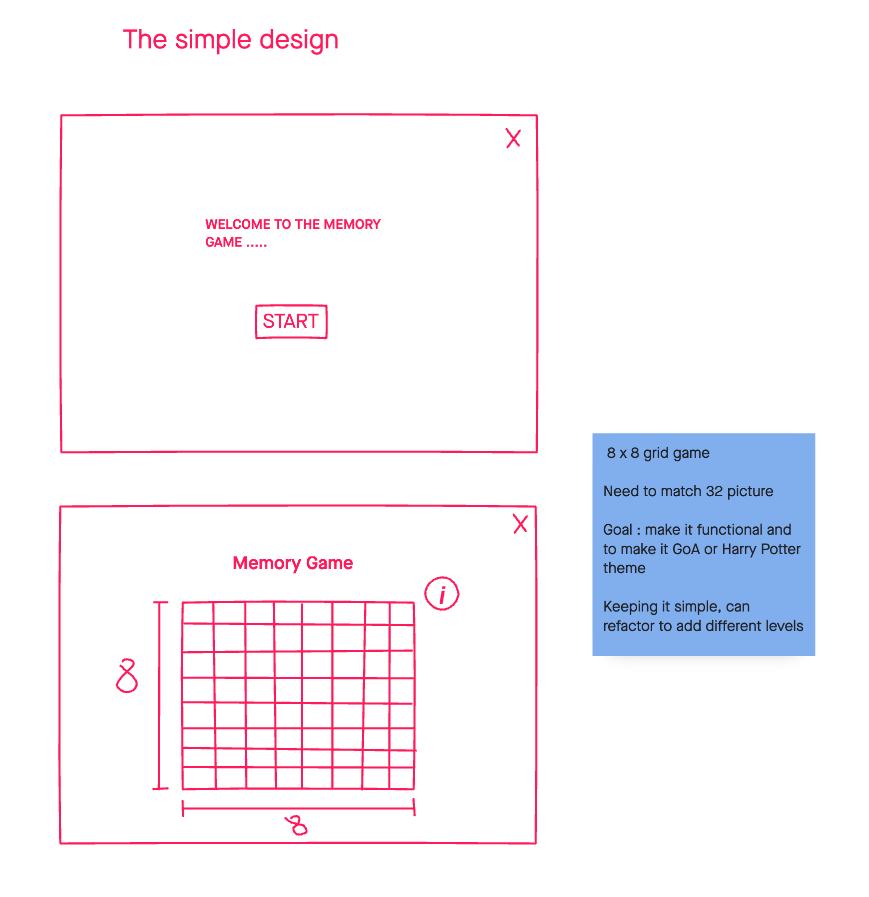 The simple design
X
WELCOME TO THE MEMORY
GAME .....
START
8 x 8 grid game
Need to match 32 picture
Goal : make it functional and
to make it GoA or Harry Potter
theme
Keeping it simple, can
refactor to add different levels
X
Memory Game
i
8
8